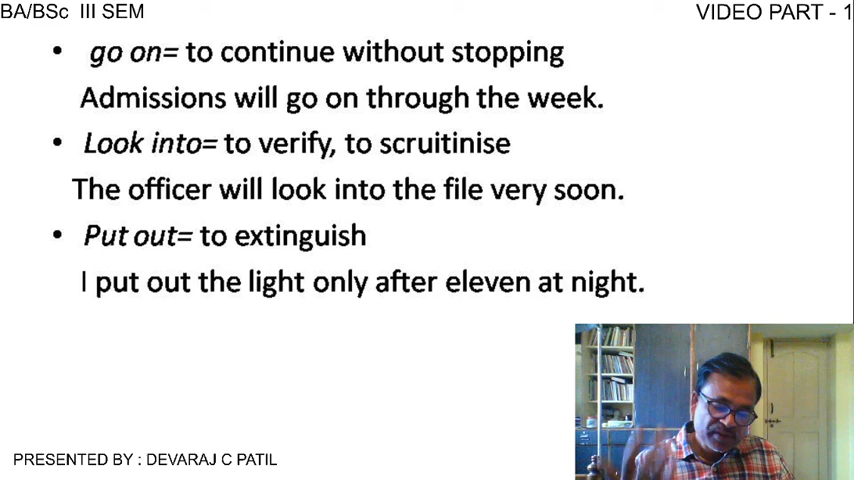 BA/BSc III SEM
VIDEO PART - 1
• go on= to continue without stopping
Admissions will go on through the week.
• Look into= to verify, to scruitinise
The officer will look into the file very soon.
• Put out= to extinguish
I put out the light only after eleven at night.
PRESENTED BY : DEVARAJ C PATIL